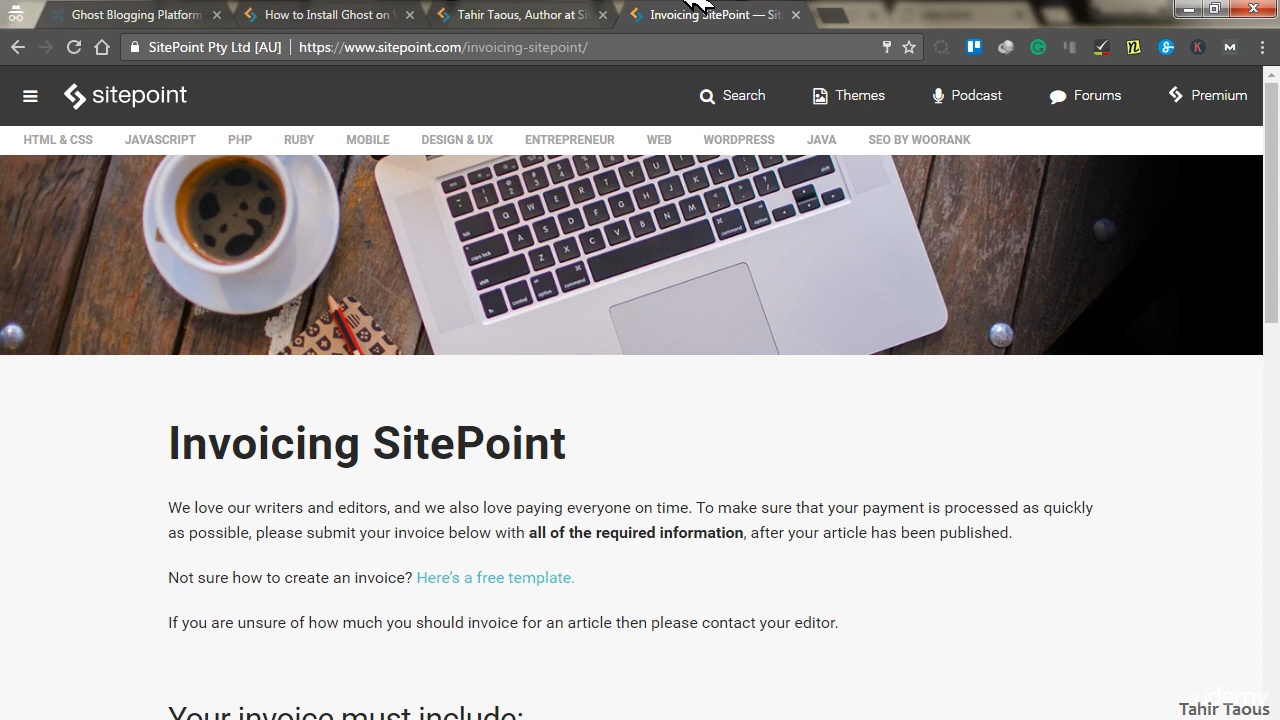 Ghost Blogging Platform
How to Install Ghost on
Tahir Taous, Author at Si
Invoicing SitePoint — Sit
SitePoint Pty Ltd [AU] | https://www.sitepoint.com/invoicing-sitepoint/
sitepoint
Search
Themes
Podcast
Forums
Premium
HTML & CSS
JAVASCRIPT
PHP
RUBY
MOBILE
DESIGN & UX
ENTREPRENEUR
WEB
WORDPRESS
JAVA
SEO BY WOORANK
Invoicing SitePoint
We love our writers and editors, and we also love paying everyone on time. To make sure that your payment is processed as quickly
as possible, please submit your invoice below with all of the required information, after your article has been published.
Not sure how to create an invoice? Here's a free template.
If you are unsure of how much you should invoice for an article then please contact your editor.
Your invoice must include:
udemy
Tahir Taous